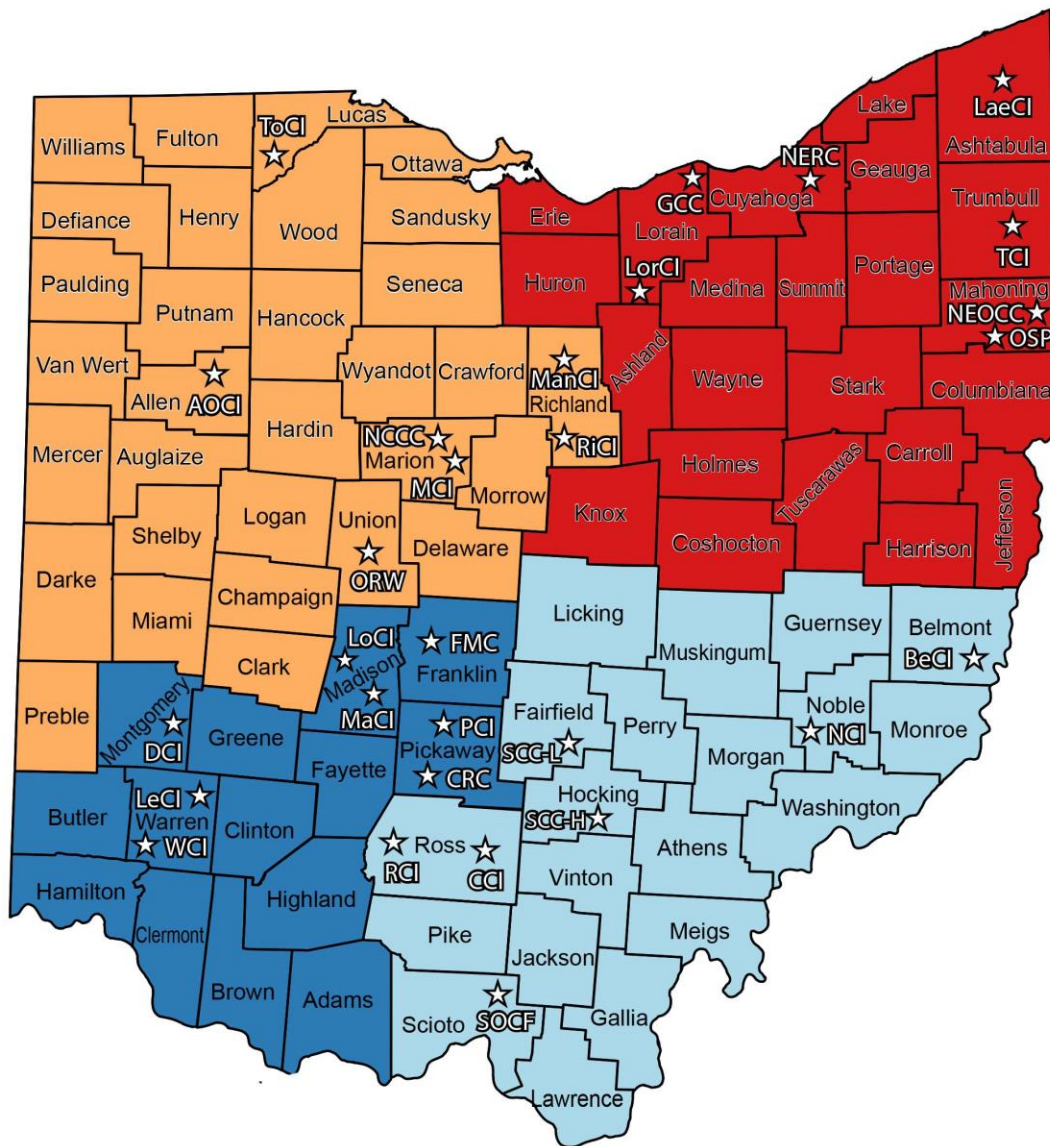 Williams
Fulton
ToCI
Lucas
Ottawa
Defiance
Henry
Wood
Sandusky
Paulding
Putnam
Hancock
Seneca
Van Wert
Allen
AOCI
Wyandot
Crawford
ManCI
Richland
RiCI
Mercer
Auglaize
Hardin
NCCC
Marion
MCI
Morrow
Shelby
Logan
Union
ORW
Delaware
Darke
Miami
Champaign
Clark
Preble
Lake
LaeCI
Ashtabula
NERC
Cuyahoga
Geauga
Trumbull
TCI
Erie
GCC
Lorain
LorCI
Huron
Medina
Summit
Portage
Mahoning
NEOCC
OSP
Ashland
Wayne
Stark
Columbiana
Holmes
Tuscarawas
Carroll
Knox
Coshocton
Harrison
Jefferson
LoCI
Madison
MaCI
FMC
Franklin
Montgomery
DCI
Greene
Fayette
PCI
Pickaway
CRC
Butler
LeCI
Warren
WCI
Clinton
Hamilton
Clermont
Highland
Brown
Adams
Licking
Muskingum
Guernsey
Belmont
BeCI
Fairfield
SCC-L
Perry
Noble
NCI
Monroe
Morgan
Hocking
SCC-H
Washington
Ross
RCI
CCI
Vinton
Athens
Pike
Jackson
Meigs
Scioto
SOCF
Gallia
Lawrence